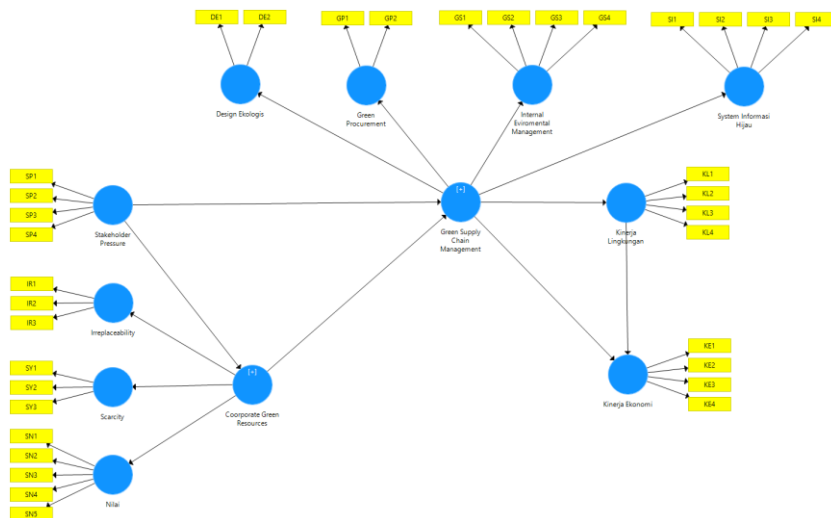 DE1
DE2
GP1
GP2
GS1
GS2
GS3
GS4
SI1
SI2
SI3
SI4
Design Ekologis
Green
Procurement
Internal
Eviromental
Management
System Informasi
Hijau
SP1
SP2
SP3
SP4
Stakeholder
Pressure
[+]
Green Supply
Chain
Management
Kinerja
Lingkungan
KL1
KL2
KL3
KL4
IR1
IR2
IR3
Irreplaceability
SY1
SY2
SY3
Scarcity
[+]
Coorporate Green
Resources
KE1
KE2
KE3
KE4
Kinerja Ekonomi
SN1
SN2
SN3
SN4
SN5
Nilai